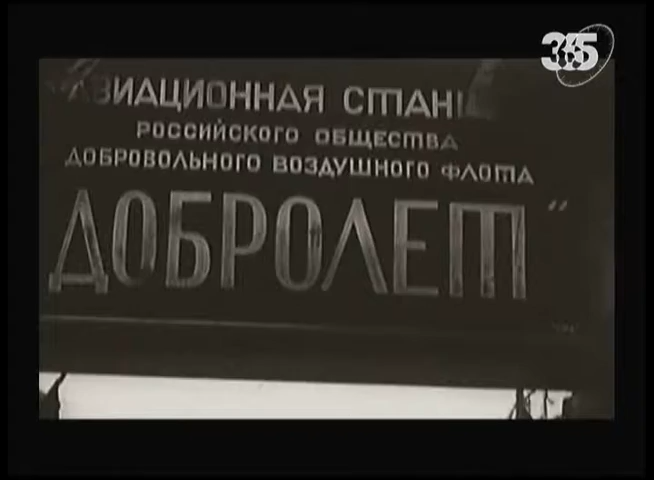 365
АВИАЦИОННАЯ СТАН
РОССИЙСКОГО ОБЩЕСТВА
ДОБРОВОЛЬНОГО ВОЗДУШНОГО ФЛОТА
ДОБРОЛЕТ"